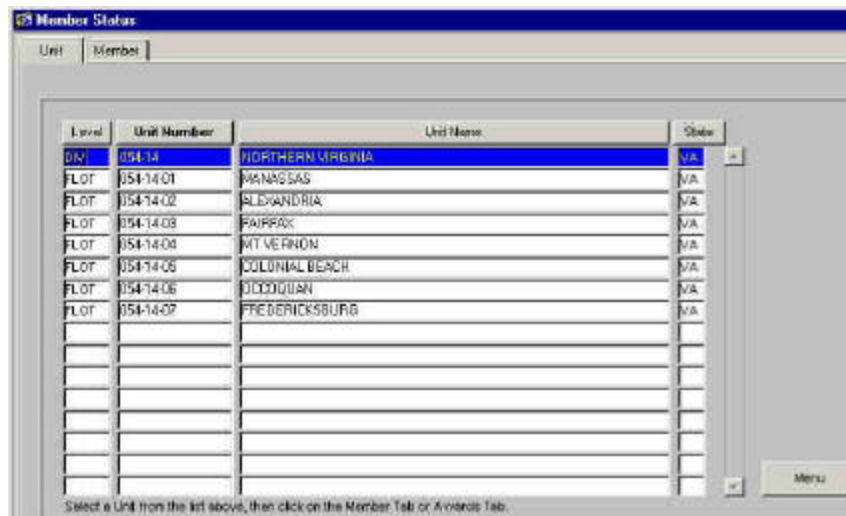 Member Status
Unit Member
Level Unit Number Unit Name State
DIV 054-14 NORTHERN VIRGINIA VA
FLOT 054-14-01 MANASSAS VA
FLOT 054-14-02 ALEXANDRIA VA
FLOT 054-14-03 FAIRFAX VA
FLOT 054-14-04 MT VERNON VA
FLOT 054-14-05 COLONIAL BEACH VA
FLOT 054-14-06 OCCOQUAN VA
FLOT 054-14-07 FREDERICKSBURG VA
Menu
Select a Unit from the list above, then click on the Member Tab or Awards Tab.